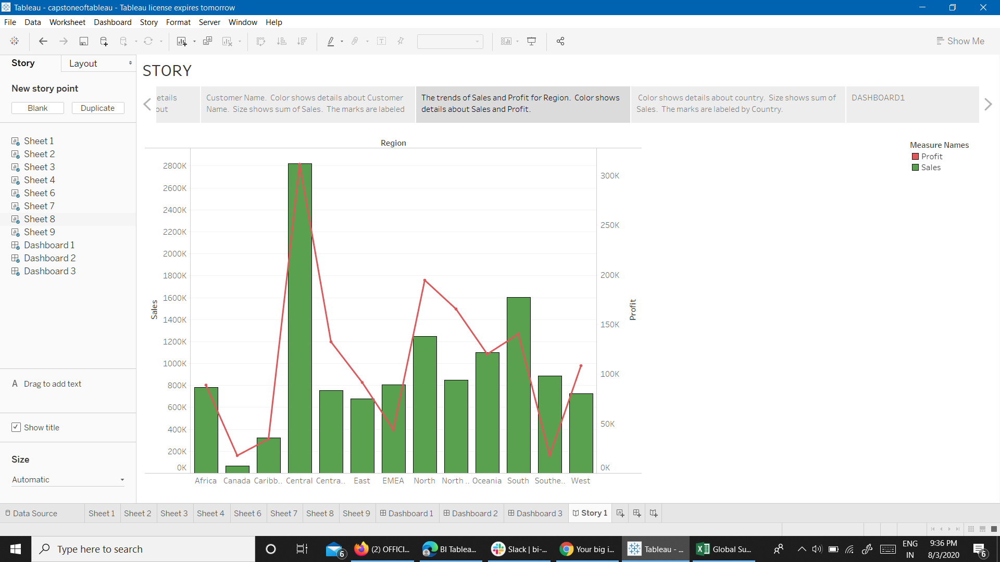 Tableau - capstoneoftableau - Tableau license expires tomorrow
File Data Worksheet Dashboard Story Format Server Window Help
Show Me
Story
Layout
New story point
Blank
Duplicate
Sheet 1
Sheet 2
Sheet 3
Sheet 4
Sheet 6
Sheet 7
Sheet 8
Sheet 9
Dashboard 1
Dashboard 2
Dashboard 3
A Drag to add text
Show title
Size
Automatic
STORY
etails
out
Customer Name. Color shows details about Customer
Name. Size shows sum of Sales. The marks are labeled
The trends of Sales and Profit for Region. Color shows
details about Sales and Profit.
Color shows details about country. Size shows sum of
Sales. The marks are labeled by Country.
DASHBOARD1
Region
Measure Names
Profit
Sales
2800K
2600K
2400K
2200K
2000K
1800K
1600K
1400K
1200K
1000K
800K
600K
400K
200K
0K
Sales
300K
250K
200K
150K
100K
50K
0K
Profit
Africa Canada Caribb.. Central Centra.. East EMEA North North .. Oceania South Southe.. West
Data Source Sheet 1 Sheet 2 Sheet 3 Sheet 4 Sheet 6 Sheet 7 Sheet 8 Sheet 9 Dashboard 1 Dashboard 2 Dashboard 3 Story 1
Type here to search
6
(2) OFFICI...
BI Tablea...
Slack | bi-...
Your big i...
Tableau - ...
Global Su...
ENG
IN
9:36 PM
8/3/2020
6